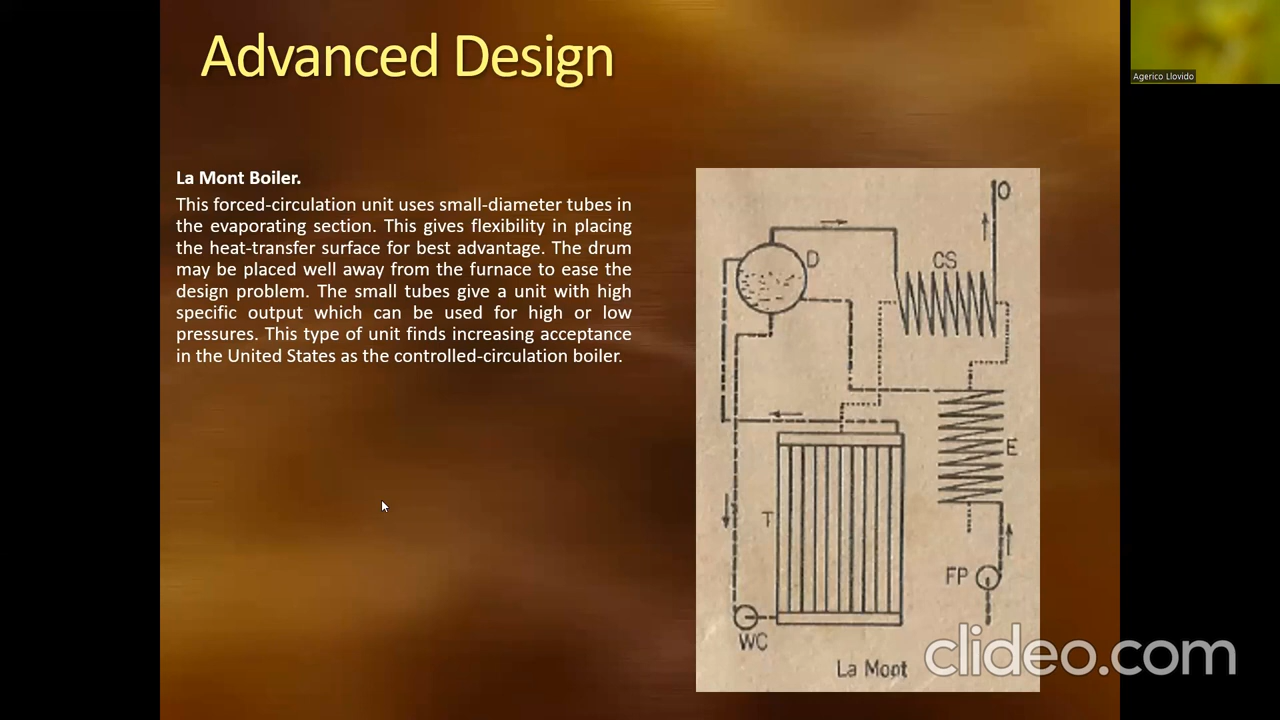 Advanced Design
Agerico Llovido
La Mont Boiler.
This forced-circulation unit uses small-diameter tubes in
the evaporating section. This gives flexibility in placing
the heat-transfer surface for best advantage. The drum
may be placed well away from the furnace to ease the
design problem. The small tubes give a unit with high
specific output which can be used for high or low
pressures. This type of unit finds increasing acceptance
in the United States as the controlled-circulation boiler.
O
D
CS
E
T
FP
WC
La Mont
clideo.com